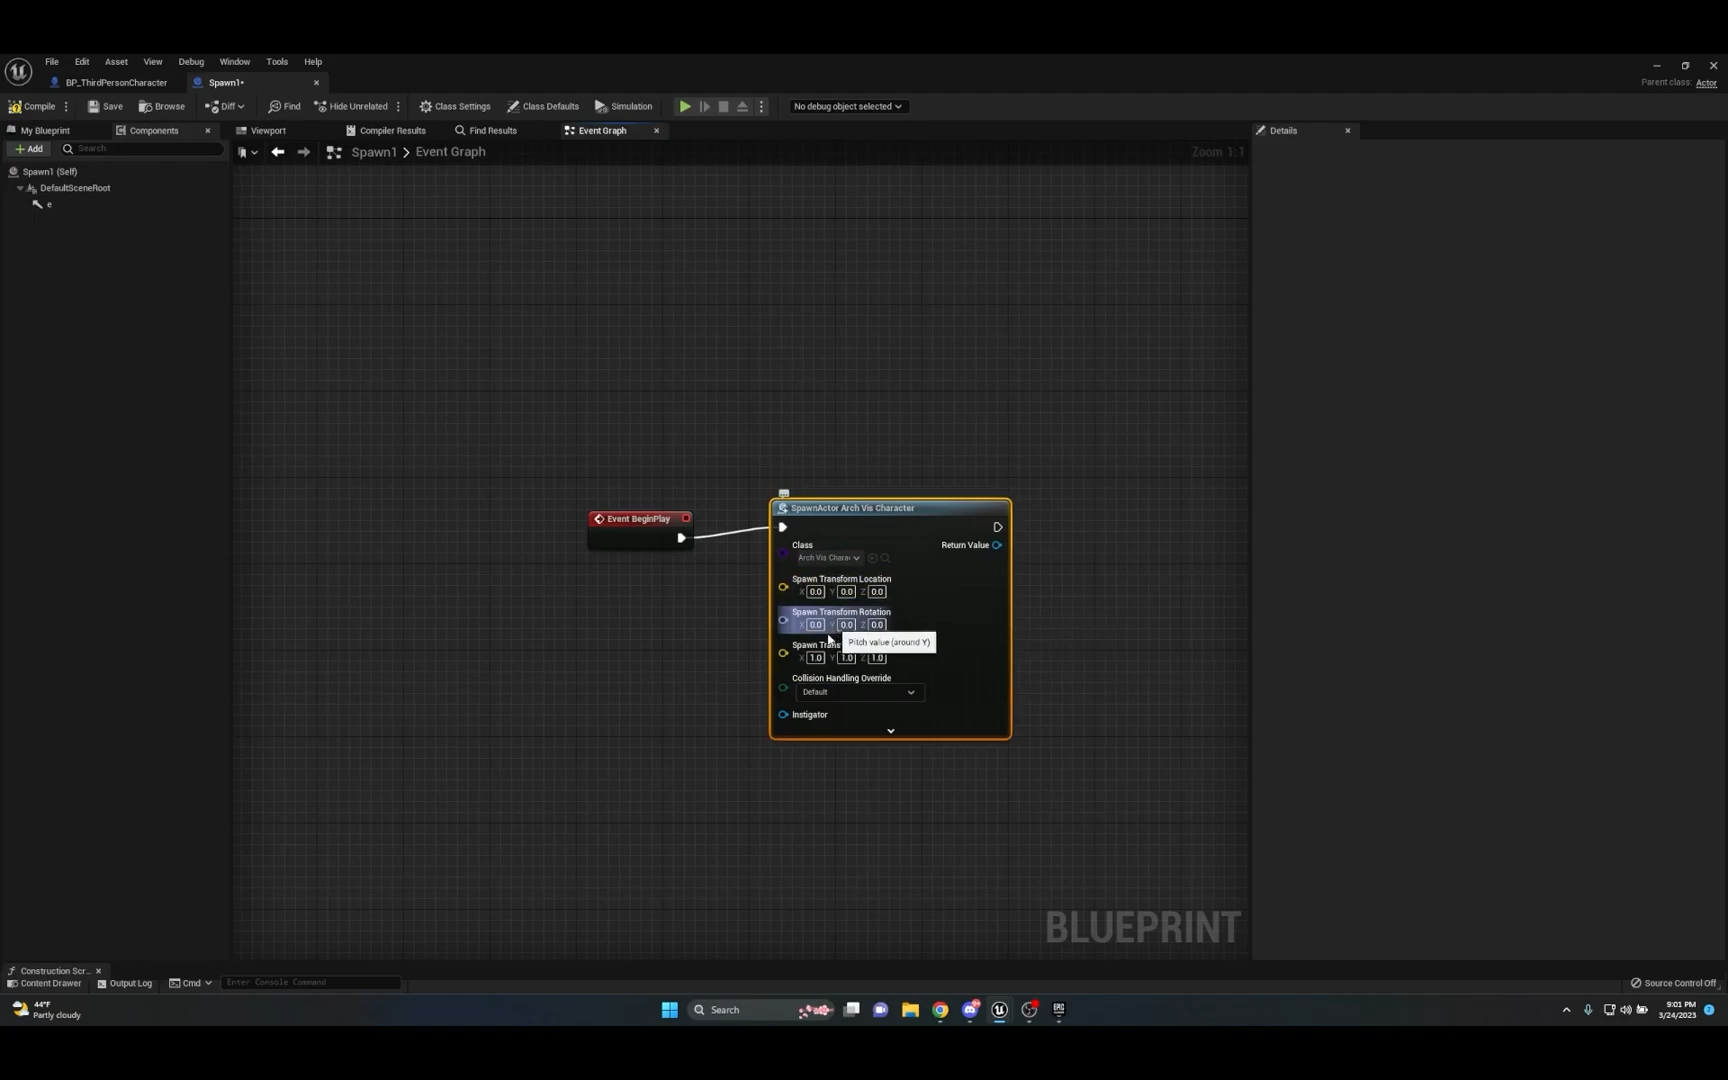 File Edit Asset View Debug Window Tools Help
BP_ThirdPersonCharacter Spawn1•
Parent class: Actor
Compile Save Browse Diff Find Hide Unrelated Class Settings Class Defaults Simulation No debug object selected
My Blueprint Components Viewport Compiler Results Find Results Event Graph Details
Add Search Spawn1 > Event Graph Zoom 1:1
Spawn1 (Self)
DefaultSceneRoot
e
Event BeginPlay
SpawnActor Arch Vis Character
Class Return Value
Arch Vis Charac
Spawn Transform Location
X 0.0 Y 0.0 Z 0.0
Spawn Transform Rotation
X 0.0 Y 0.0 Z 0.0
Pitch value (around Y)
Spawn Trans
X 1.0 Y 1.0 Z 1.0
Collision Handling Override
Default
Instigator
BLUEPRINT
Construction Scr...
Content Drawer Output Log Cmd Enter Console Command Source Control Off
44°F
Partly cloudy
Search
EPIC
9:01 PM
3/24/2023
2